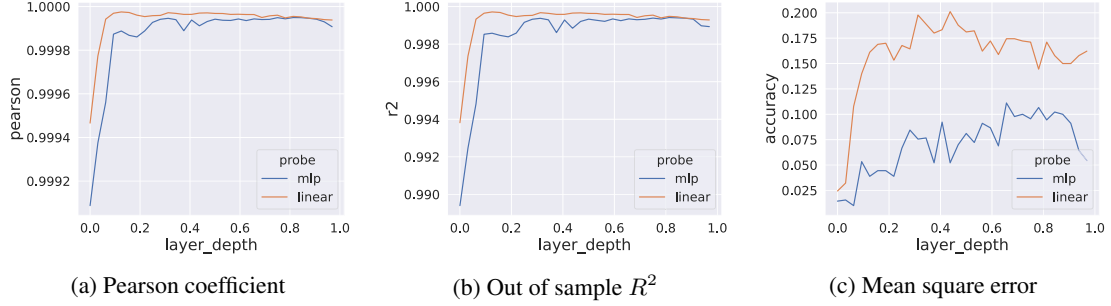 1.0000
0.9998
0.9996
0.9994
0.9992
pearson
probe
mlp
linear
0.0 0.2 0.4 0.6 0.8 1.0
layer_depth
(a) Pearson coefficient
1.000
0.998
0.996
0.994
0.992
0.990
r2
probe
mlp
linear
0.0 0.2 0.4 0.6 0.8 1.0
layer_depth
(b) Out of sample R²
0.200
0.175
0.150
0.125
0.100
0.075
0.050
0.025
accuracy
probe
mlp
linear
0.0 0.2 0.4 0.6 0.8 1.0
layer_depth
(c) Mean square error